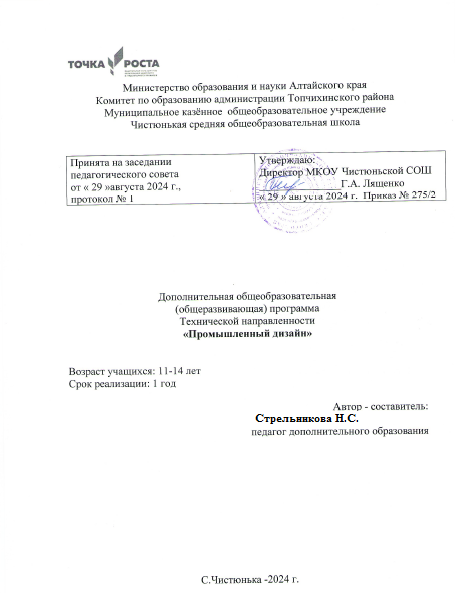 ТОЧКА РОСТА
Министерство образования и науки Алтайского края
Комитет по образованию администрации Топчихинского района
Муниципальное казённое общеобразовательное учреждение
Чистюнькая средняя общеобразовательная школа
Принята на заседании
педагогического совета
от « 29 »августа 2024 г.,
протокол № 1
Утверждаю:
Директор МКОУ Чистюньской СОШ
Г.А. Лященко
« 29 » августа 2024 г. Приказ № 275/2
Дополнительная общеобразовательная
(общеразвивающая) программа
Технической направленности
«Промышленный дизайн»
Возраст учащихся: 11-14 лет
Срок реализации: 1 год
Автор - составитель:
Стрельникова Н.С.
педагог дополнительного образования
С.Чистюнька -2024 г.